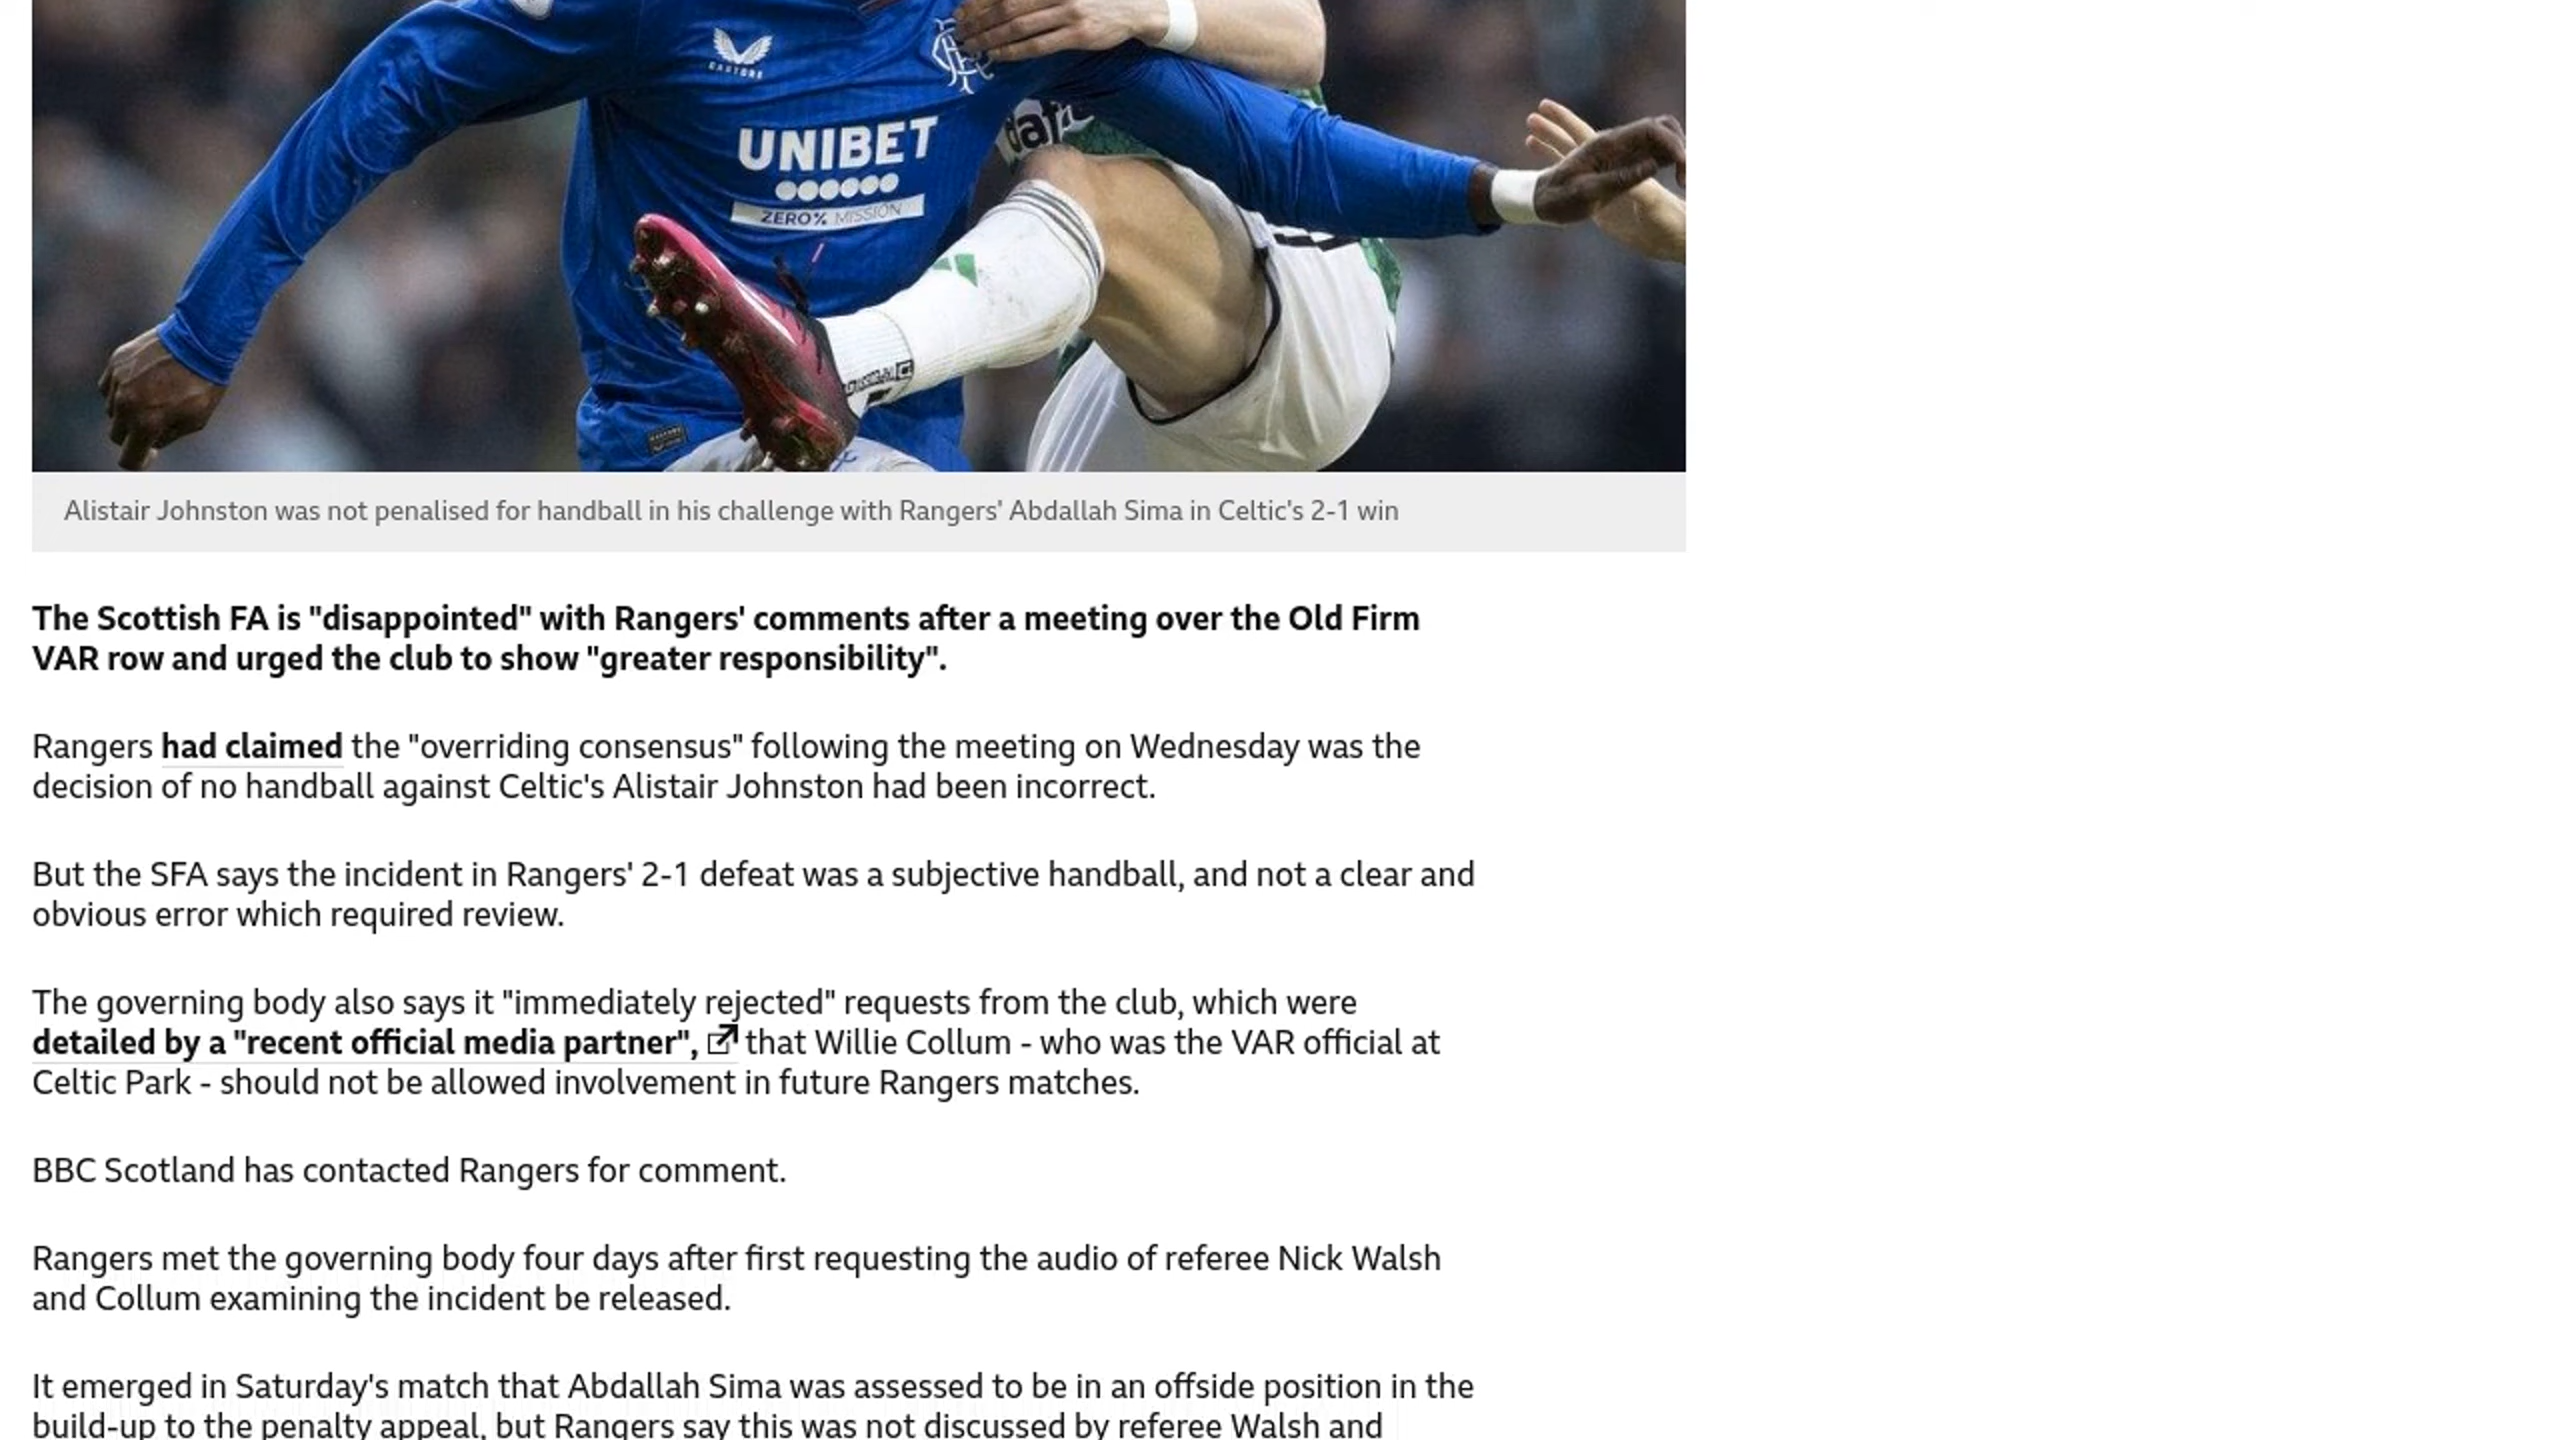 CASTORE
UNIBET
ZERO% MISSION
Alistair Johnston was not penalised for handball in his challenge with Rangers' Abdallah Sima in Celtic's 2-1 win
The Scottish FA is "disappointed" with Rangers' comments after a meeting over the Old Firm
VAR row and urged the club to show "greater responsibility".
Rangers had claimed the "overriding consensus" following the meeting on Wednesday was the
decision of no handball against Celtic's Alistair Johnston had been incorrect.
But the SFA says the incident in Rangers' 2-1 defeat was a subjective handball, and not a clear and
obvious error which required review.
The governing body also says it "immediately rejected" requests from the club, which were
detailed by a "recent official media partner", that Willie Collum - who was the VAR official at
Celtic Park - should not be allowed involvement in future Rangers matches.
BBC Scotland has contacted Rangers for comment.
Rangers met the governing body four days after first requesting the audio of referee Nick Walsh
and Collum examining the incident be released.
It emerged in Saturday's match that Abdallah Sima was assessed to be in an offside position in the
build-up to the penalty appeal, but Rangers say this was not discussed by referee Walsh and